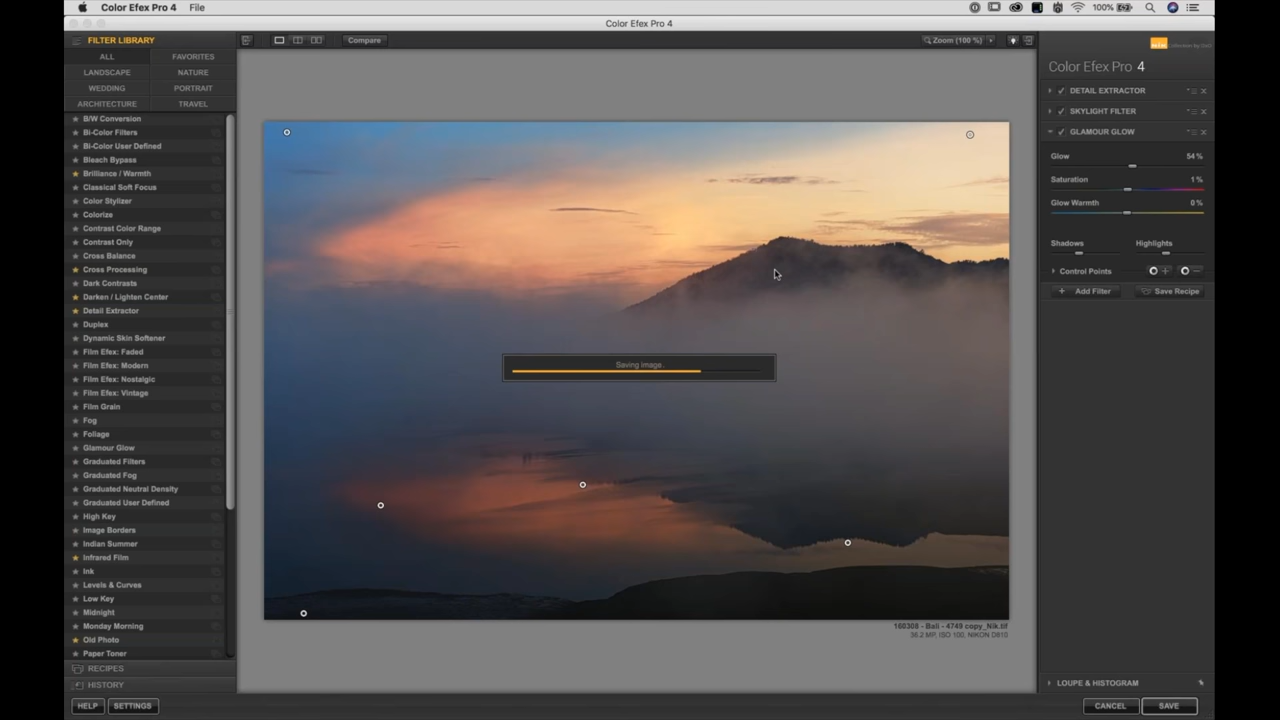 Color Efex Pro 4 File
100%
Color Efex Pro 4
FILTER LIBRARY
Compare
Zoom (100 %)
ALL FAVORITES
LANDSCAPE NATURE
WEDDING PORTRAIT
ARCHITECTURE TRAVEL
B/W Conversion
Bi-Color Filters
Bi-Color User Defined
Bleach Bypass
Brilliance / Warmth
Classical Soft Focus
Color Stylizer
Colorize
Contrast Color Range
Contrast Only
Cross Balance
Cross Processing
Dark Contrasts
Darken / Lighten Center
Detail Extractor
Duplex
Dynamic Skin Softener
Film Efex: Faded
Film Efex: Modern
Film Efex: Nostalgic
Film Efex: Vintage
Film Grain
Fog
Foliage
Glamour Glow
Graduated Filters
Graduated Fog
Graduated Neutral Density
Graduated User Defined
High Key
Image Borders
Indian Summer
Infrared Film
Ink
Levels & Curves
Low Key
Midnight
Monday Morning
Old Photo
Paper Toner
RECIPES
HISTORY
HELP SETTINGS
Saving image.
160308 - Bali - 4749 copy_Nik.tif
36.2 MP, ISO 100, NIKON D810
Color Efex Pro 4
DETAIL EXTRACTOR
SKYLIGHT FILTER
GLAMOUR GLOW
Glow 54 %
Saturation 1 %
Glow Warmth 0 %
Shadows Highlights
Control Points
Add Filter Save Recipe
LOUPE & HISTOGRAM
CANCEL SAVE